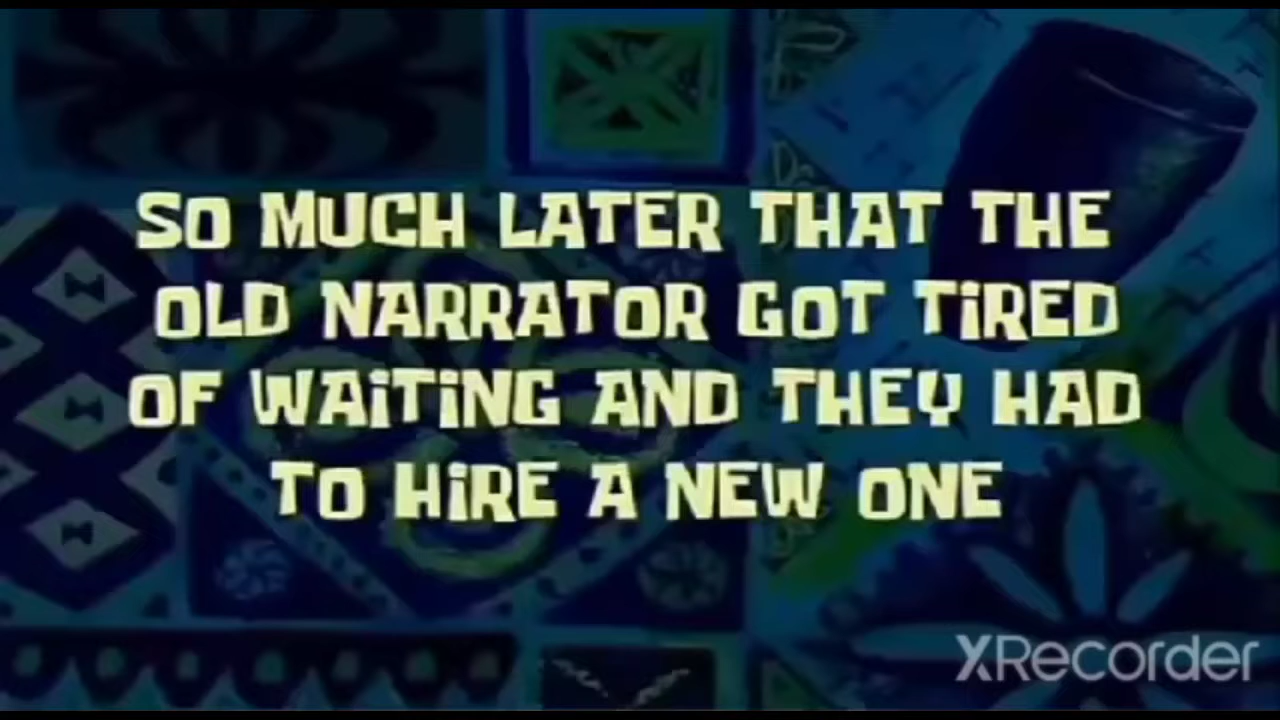 SO MUCH LATER THAT THE
OLD NARRATOR GOT TiRED
OF WAiTiNG AND THEY HAD
TO HiRE A NEW ONE
XRecorder